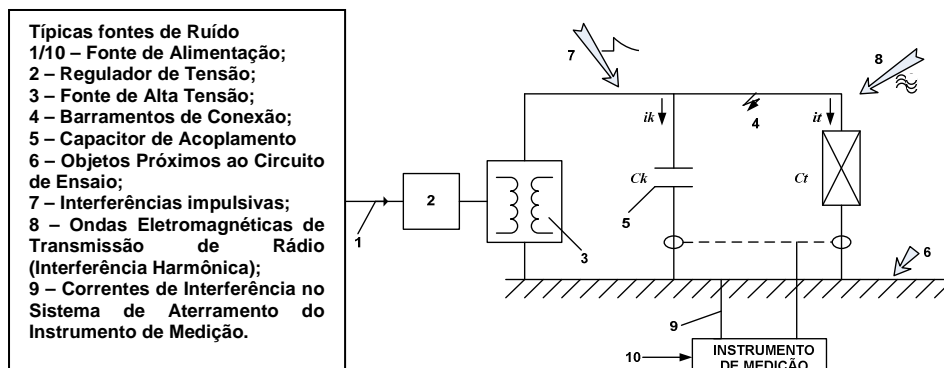 Típicas fontes de Ruído
1/10 – Fonte de Alimentação;
2 – Regulador de Tensão;
3 – Fonte de Alta Tensão;
4 – Barramentos de Conexão;
5 – Capacitor de Acoplamento
6 – Objetos Próximos ao Circuito
de Ensaio;
7 – Interferências impulsivas;
8 – Ondas Eletromagnéticas de
Transmissão de Rádio
(Interferência Harmônica);
9 – Correntes de Interferência no
Sistema de Aterramento do
Instrumento de Medição.
7
8
ik
4
it
2
Ck
Ct
1
5
3
6
9
10
INSTRUMENTO
DE MEDIÇÃO